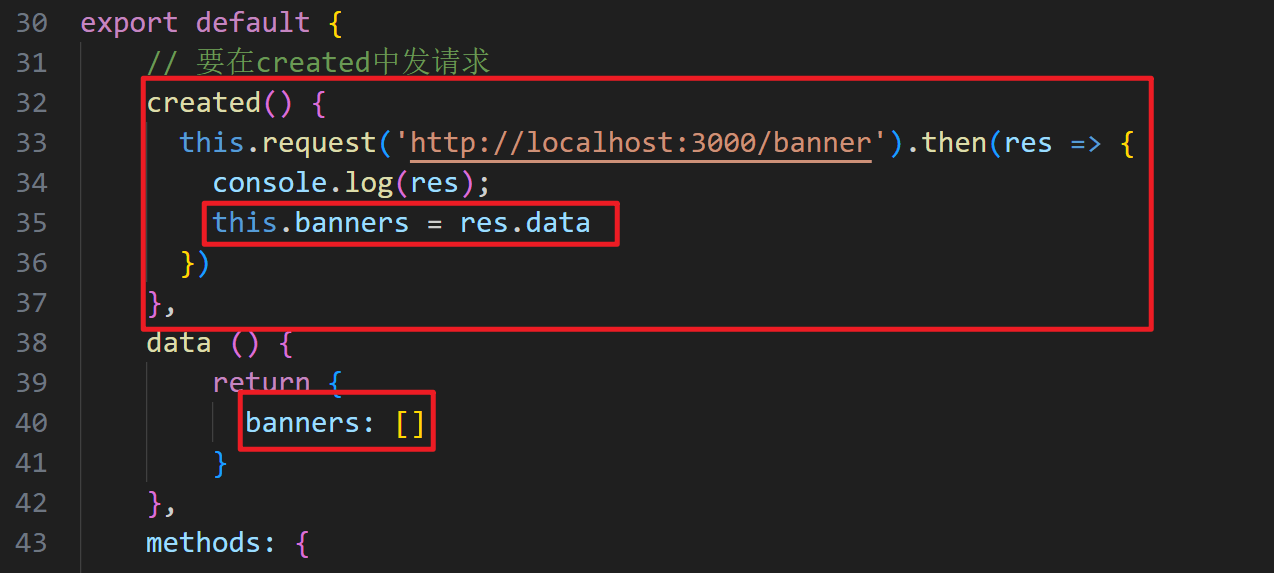 30 export default {
31 // 要在created中发请求
32 created() {
33 this.request('http://localhost:3000/banner').then(res => {
34 console.log(res);
35 this.banners = res.data
36 })
37 },
38 data () {
39 return {
40 banners: []
41 }
42 },
43 methods: {